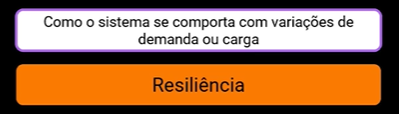 Como o sistema se comporta com variações de
demanda ou carga
Resiliência